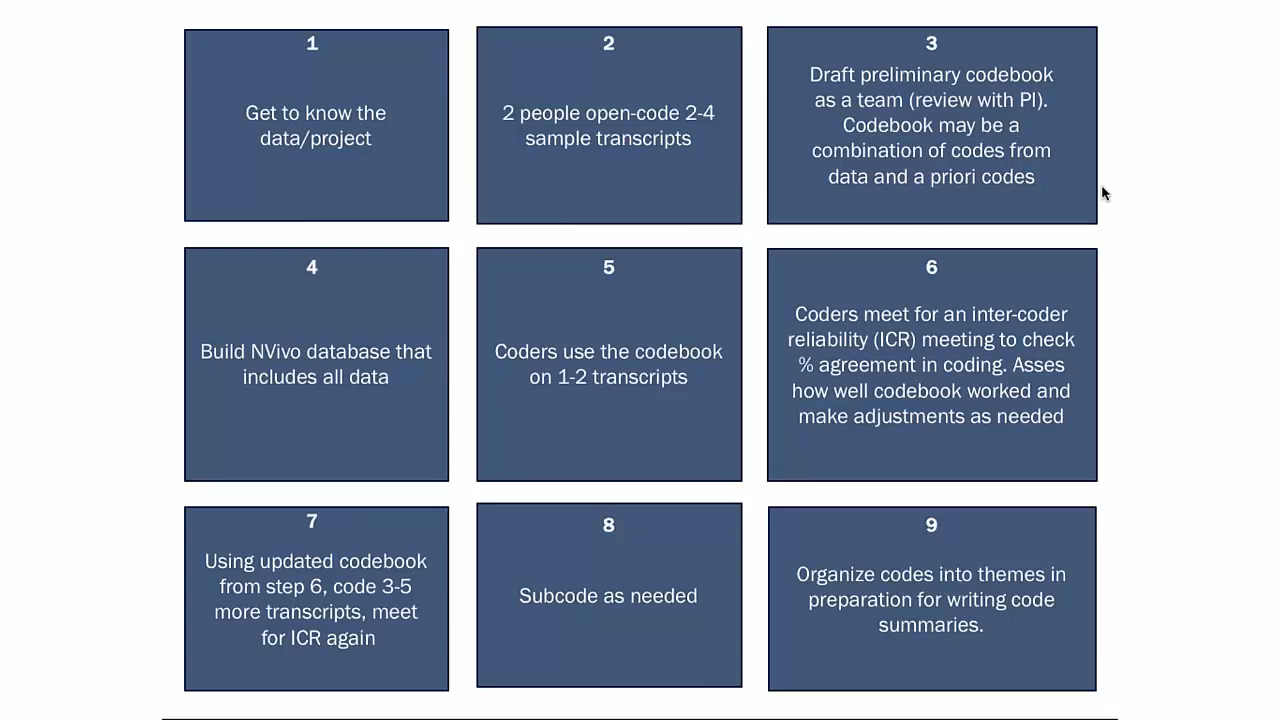 1
Get to know the
data/project
2
2 people open-code 2-4
sample transcripts
3
Draft preliminary codebook
as a team (review with PI).
Codebook may be a
combination of codes from
data and a priori codes
4
Build NVivo database that
includes all data
5
Coders use the codebook
on 1-2 transcripts
6
Coders meet for an inter-coder
reliability (ICR) meeting to check
% agreement in coding. Asses
how well codebook worked and
make adjustments as needed
7
Using updated codebook
from step 6, code 3-5
more transcripts, meet
for ICR again
8
Subcode as needed
9
Organize codes into themes in
preparation for writing code
summaries.